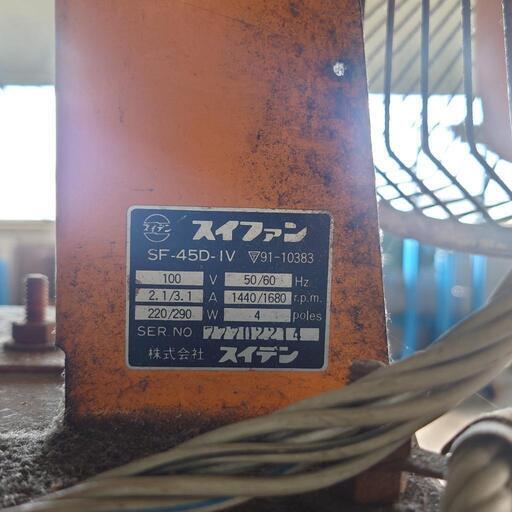 スイデン スイファン
SF-45D-IV ▽91-10383
100 V 50/60 Hz
2.1/3.1 A 1440/1680 r.p.m.
220/290 W 4 poles
SER.NO
株式会社 スイデン